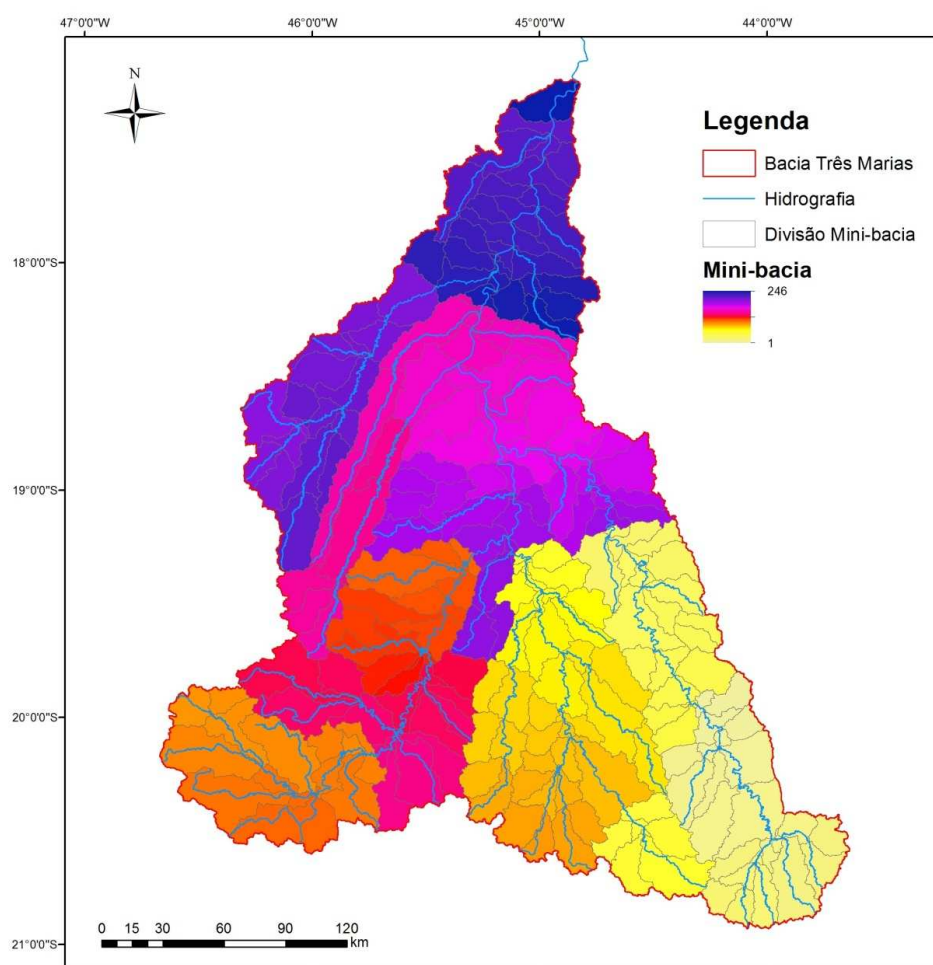 47°0'0"W 46°0'0"W 45°0'0"W 44°0'0"W
N
Legenda
Bacia Três Marias
Hidrografia
Divisão Mini-bacia
Mini-bacia
246
1
18°0'0"S
19°0'0"S
20°0'0"S
21°0'0"S
0 15 30 60 90 120
km